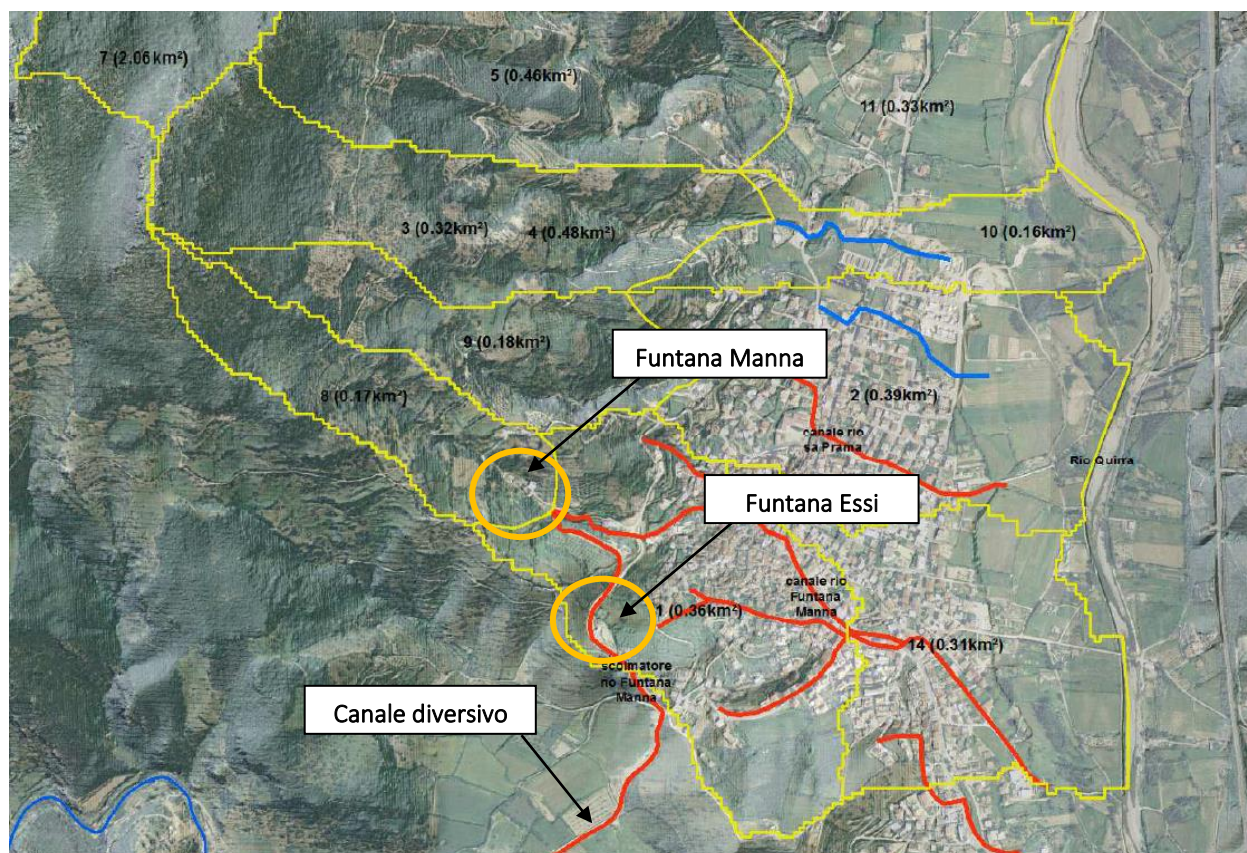 7 (2.06km²)
5 (0.46km²)
11 (0.33km²)
3 (0.32km²)
4 (0.48km²)
10 (0.16km²)
9 (0.18km²)
Funtana Manna
8 (0.17km²)
2 (0.39km²)
canale rio
sa Prama
Rio Quirra
Funtana Essi
canale rio
Funtana
Manna
1 (0.36km²)
14 (0.31km²)
scolmatore
rio Funtana
Manna
Canale diversivo